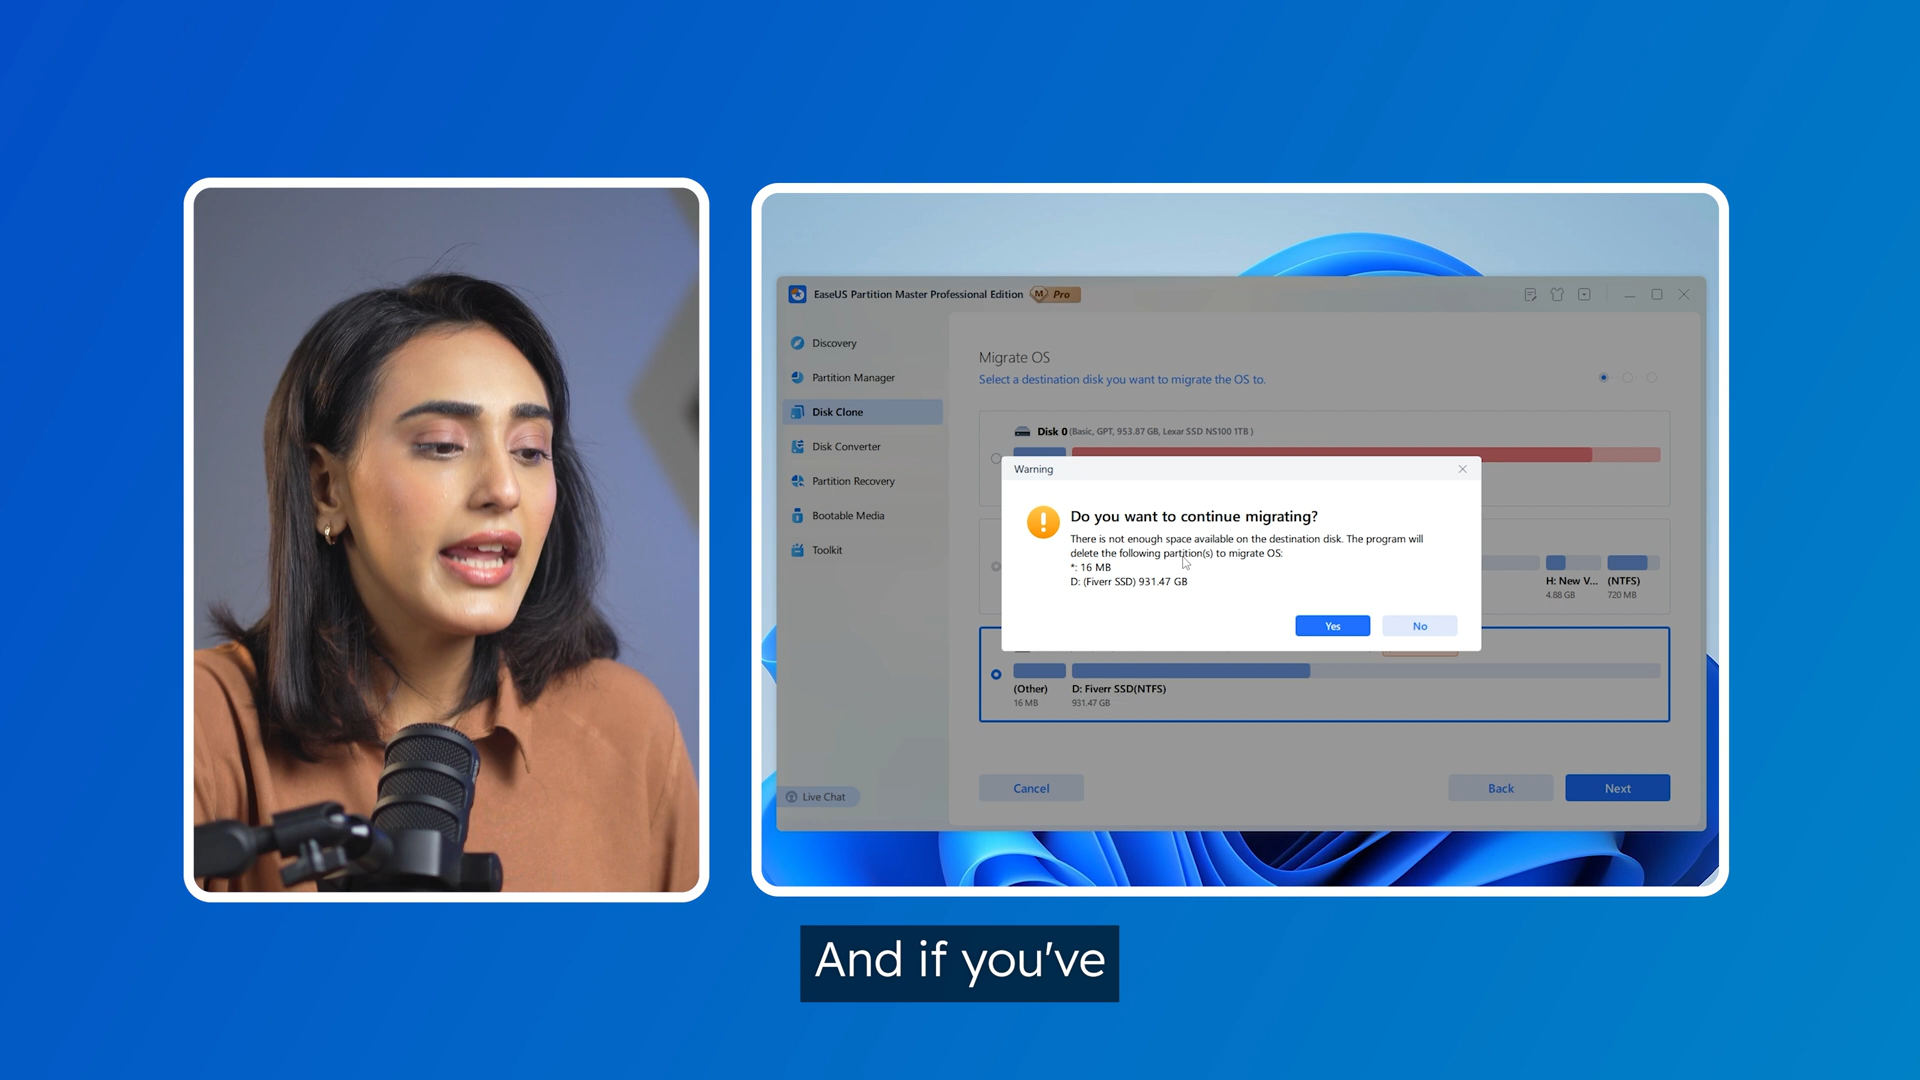 EaseUS Partition Master Professional Edition
M Pro
Discovery
Partition Manager
Disk Clone
Disk Converter
Partition Recovery
Bootable Media
Toolkit
Live Chat
Migrate OS
Select a destination disk you want to migrate the OS to.
Disk 0 (Basic, GPT, 953.87 GB, Lexar SSD NS100 1TB )
Warning
Do you want to continue migrating?
There is not enough space available on the destination disk. The program will
delete the following partition(s) to migrate OS:
*: 16 MB
D: (Fiverr SSD) 931.47 GB
Yes
No
H: New V...
(NTFS)
4.88 GB
720 MB
(Other)
D: Fiverr SSD(NTFS)
16 MB
931.47 GB
Cancel
Back
Next
And if you've